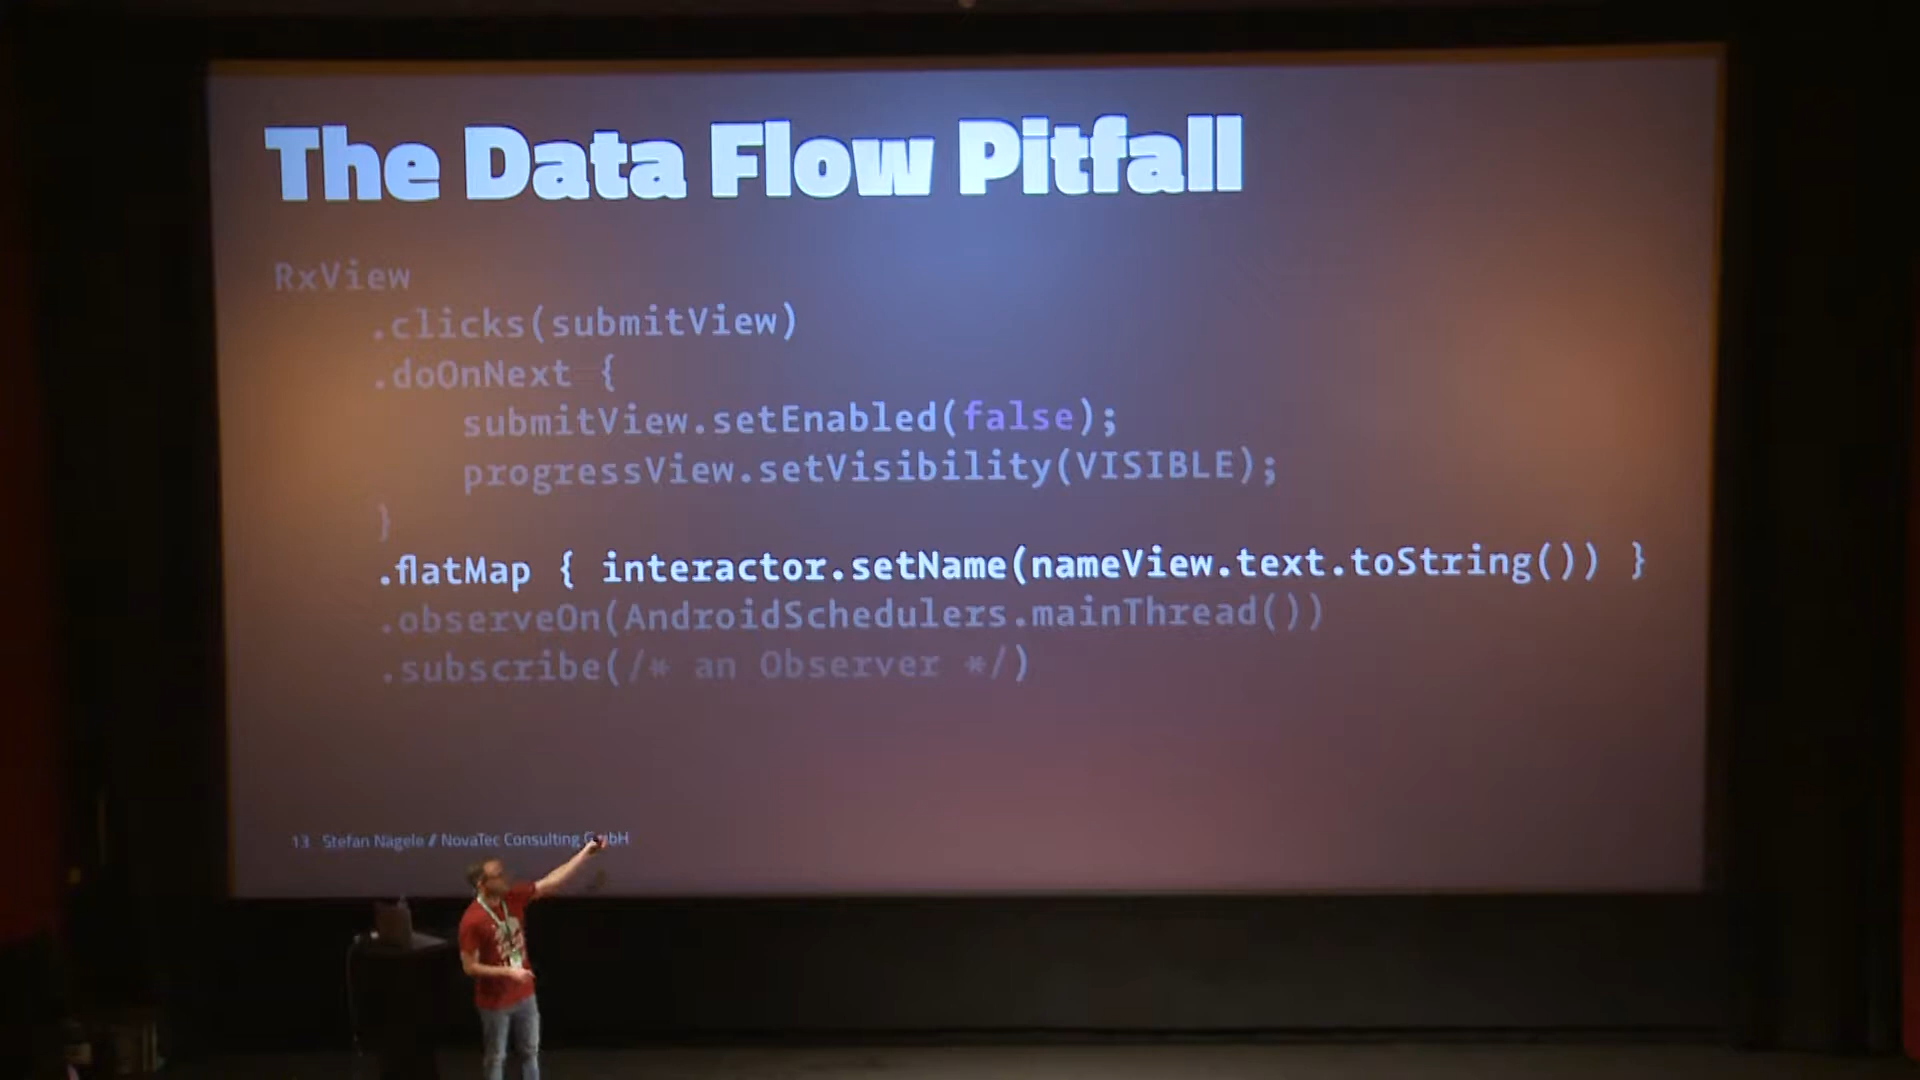 The Data Flow Pitfall
RxView
.clicks(submitView)
.doOnNext {
submitView.setEnabled(false);
progressView.setVisibility(VISIBLE);
}
.flatMap { interactor.setName(nameView.text.toString()) }
.observeOn(AndroidSchedulers.mainThread())
.subscribe(/* an Observer */)
13 Stefan Nägele // NovaTec Consulting GmbH